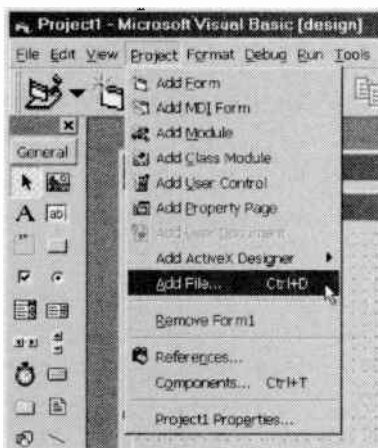 Project1 - Microsoft Visual Basic [design]
File Edit View Project Format Debug Run Tools
Add Form
Add MDI Form
Add Module
General
Add Class Module
Add User Control
A ab| Add Property Page
Add User Document
Add ActiveX Designer
Add File... Ctrl+D
Remove Form1
References...
Components... Ctrl+T
Project1 Properties...